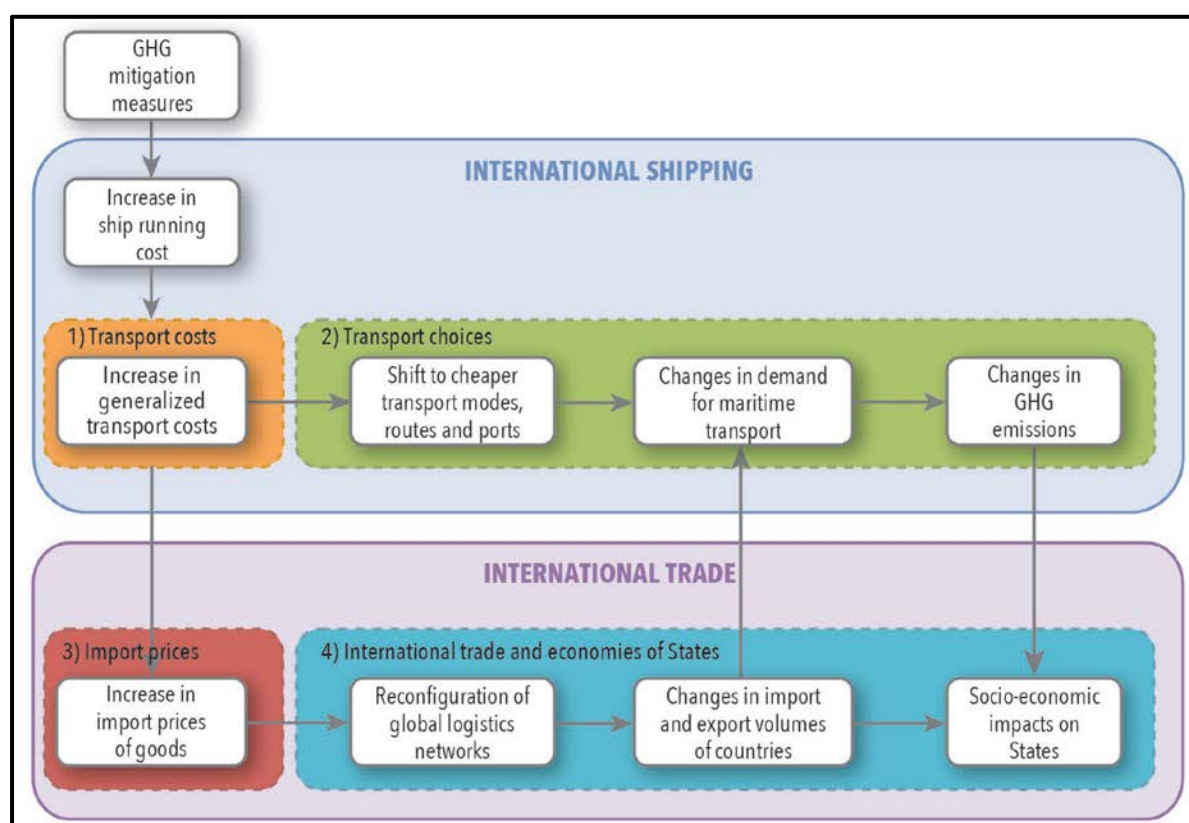 GHG
mitigation
measures
INTERNATIONAL SHIPPING
Increase in
ship running
cost
1) Transport costs
Increase in
generalized
transport costs
2) Transport choices
Shift to cheaper
transport modes,
routes and ports
Changes in demand
for maritime
transport
Changes in
GHG
emissions
INTERNATIONAL TRADE
3) Import prices
Increase in
import prices
of goods
4) International trade and economies of States
Reconfiguration of
global logistics
networks
Changes in import
and export volumes
of countries
Socio-economic
impacts on
States